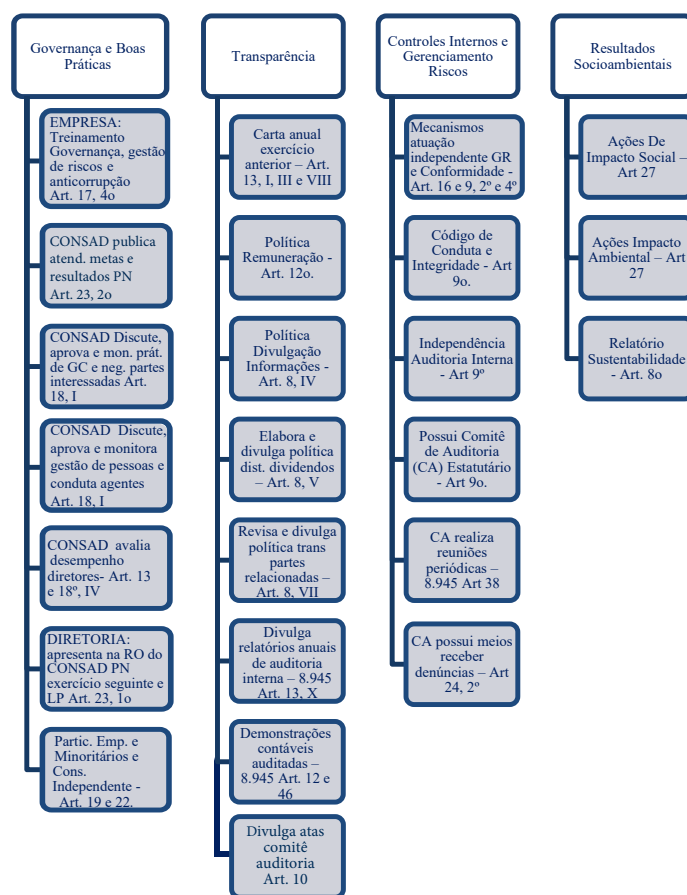 Governança e Boas
Práticas
EMPRESA:
Treinamento
Governança, gestão
de riscos e
anticorrupção
Art. 17, 4o
CONSAD publica
atend. metas e
resultados PN
Art. 23, 2o
CONSAD Discute,
aprova e mon. prát.
de GC e neg. partes
interessadas Art.
18, I
CONSAD Discute,
aprova e monitora
gestão de pessoas e
conduta agentes
Art. 18, I
CONSAD avalia
desempenho
diretores- Art. 13
e 18º, IV
DIRETORIA:
apresenta na RO do
CONSAD PN
exercício seguinte e
LP Art. 23, 1o
Partic. Emp. e
Minoritários e
Cons.
Independente -
Art. 19 e 22.
Transparência
Carta anual
exercício
anterior – Art.
13, I, III e VIII
Política
Remuneração -
Art. 12o.
Política
Divulgação
Informações -
Art. 8, IV
Elabora e
divulga política
dist. dividendos
– Art. 8, V
Revisa e divulga
política trans
partes
relacionadas –
Art. 8, VII
Divulga
relatórios anuais
de auditoria
interna – 8.945
Art. 13, X
Demonstrações
contáveis
auditadas –
8.945 Art. 12 e
46
Divulga atas
comitê
auditoria
Art. 10
Controles Internos e
Gerenciamento
Riscos
Mecanismos
atuação
independente GR
e Conformidade -
Art. 16 e 9, 2º e 4º
Código de
Conduta e
Integridade - Art
9o.
Independência
Auditoria Interna
- Art 9º
Possui Comitê
de Auditoria
(CA) Estatutário
- Art 9o.
CA realiza
reuniões
periódicas –
8.945 Art 38
CA possui meios
receber
denúncias – Art
24, 2º
Resultados
Socioambientais
Ações De
Impacto Social –
Art 27
Ações Impacto
Ambiental – Art
27
Relatório
Sustentabilidade
- Art. 8o